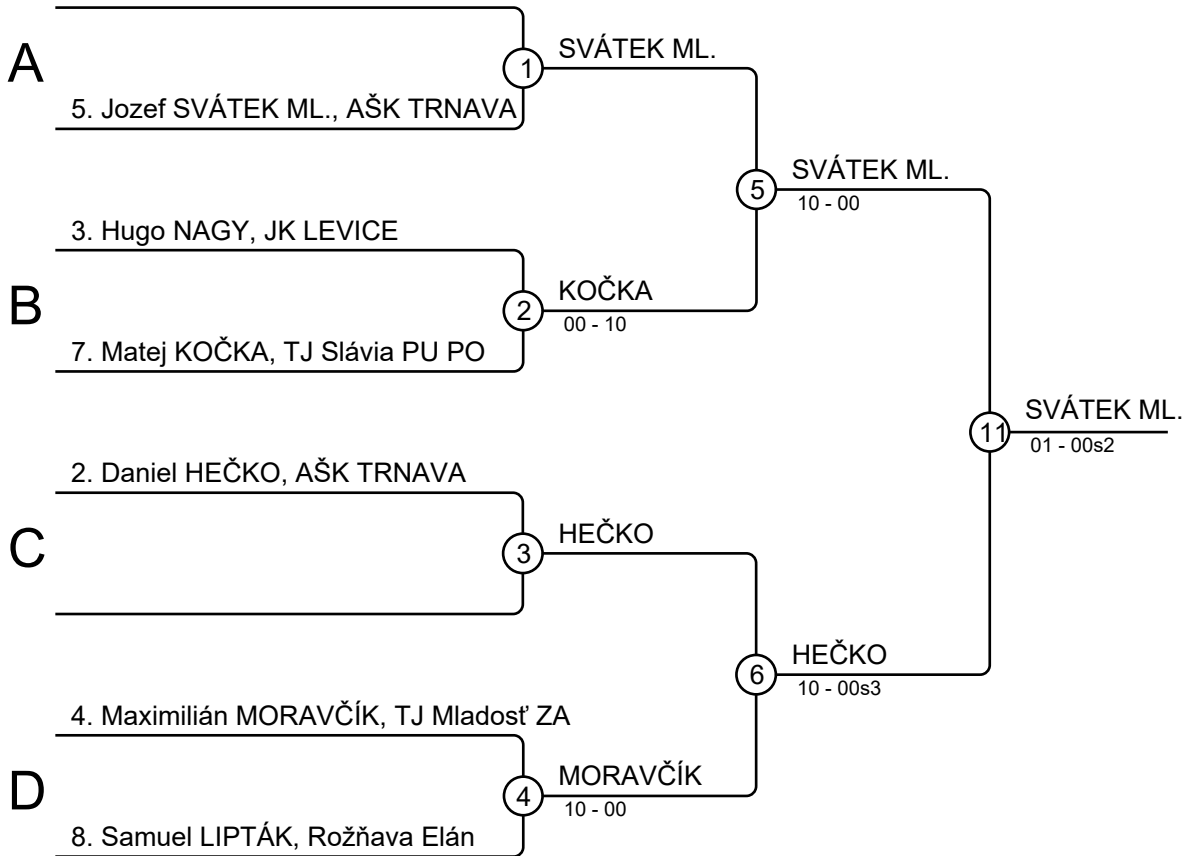 A
1
SVÁTEK ML.
5. Jozef SVÁTEK ML., AŠK TRNAVA
5
SVÁTEK ML.
10 - 00
3. Hugo NAGY, JK LEVICE
B
2
KOČKA
00 - 10
7. Matej KOČKA, TJ Slávia PU PO
11
SVÁTEK ML.
01 - 00s2
2. Daniel HEČKO, AŠK TRNAVA
C
3
HEČKO
6
HEČKO
10 - 00s3
4. Maximilián MORAVČÍK, TJ Mladosť ZA
D
4
MORAVČÍK
10 - 00
8. Samuel LIPTÁK, Rožňava Elán